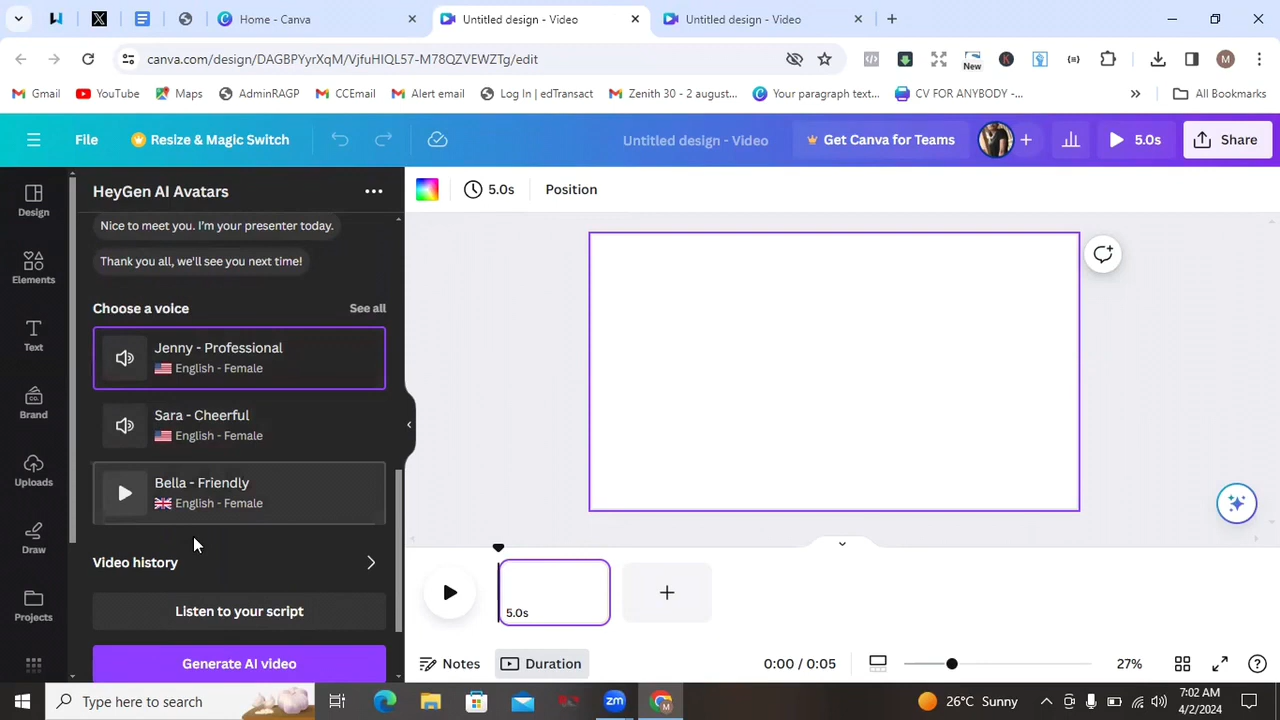 Home - Canva
Untitled design - Video
Untitled design - Video
canva.com/design/DAGBPYyrXqM/VjfuHIQL57-M78QZVEWZTg/edit
New
M
Gmail
YouTube
Maps
AdminRAGP
CCEmail
Alert email
Log In | edTransact
Zenith 30 - 2 august...
Your paragraph text...
CV FOR ANYBODY -...
All Bookmarks
File
Resize & Magic Switch
Untitled design - Video
Get Canva for Teams
5.0s
Share
Design
Elements
Text
Brand
Uploads
Draw
Projects
HeyGen AI Avatars
Nice to meet you. I'm your presenter today.
Thank you all, we'll see you next time!
Choose a voice
See all
Jenny - Professional
English - Female
Sara - Cheerful
English - Female
Bella - Friendly
English - Female
Video history
Listen to your script
Generate AI video
5.0s
Position
5.0s
Notes
Duration
0:00 / 0:05
27%
Type here to search
zm
26°C Sunny
7:02 AM
4/2/2024